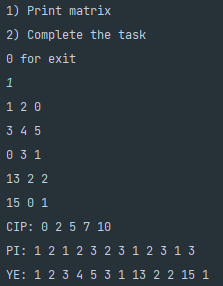 1) Print matrix
2) Complete the task
0 for exit
1
1 2 0
3 4 5
0 3 1
13 2 2
15 0 1
CIP: 0 2 5 7 10
PI: 1 2 1 2 3 2 3 1 2 3 1 3
YE: 1 2 3 4 5 3 1 13 2 2 15 1